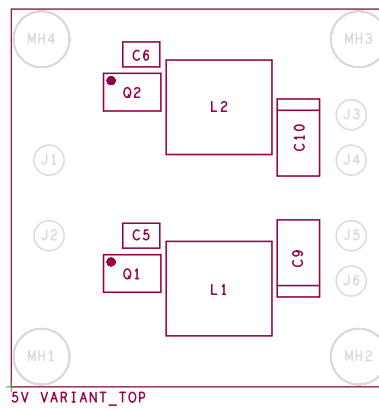 MH4
MH3
C6
Q2
L2
J3
C10
J1
J4
J2
C5
J5
C9
Q1
L1
J6
MH1
MH2
5V VARIANT_TOP